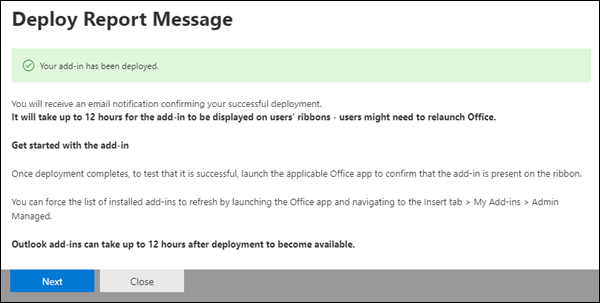 Deploy Report Message
Your add-in has been deployed.
You will receive an email notification confirming your successful deployment.
It will take up to 12 hours for the add-in to be displayed on users' ribbons - users might need to relaunch Office.
Get started with the add-in
Once deployment completes, to test that it is successful, launch the applicable Office app to confirm that the add-in is present on the ribbon.
You can force the list of installed add-ins to refresh by launching the Office app and navigating to the Insert tab > My Add-ins > Admin
Managed.
Outlook add-ins can take up to 12 hours after deployment to become available.
Next Close